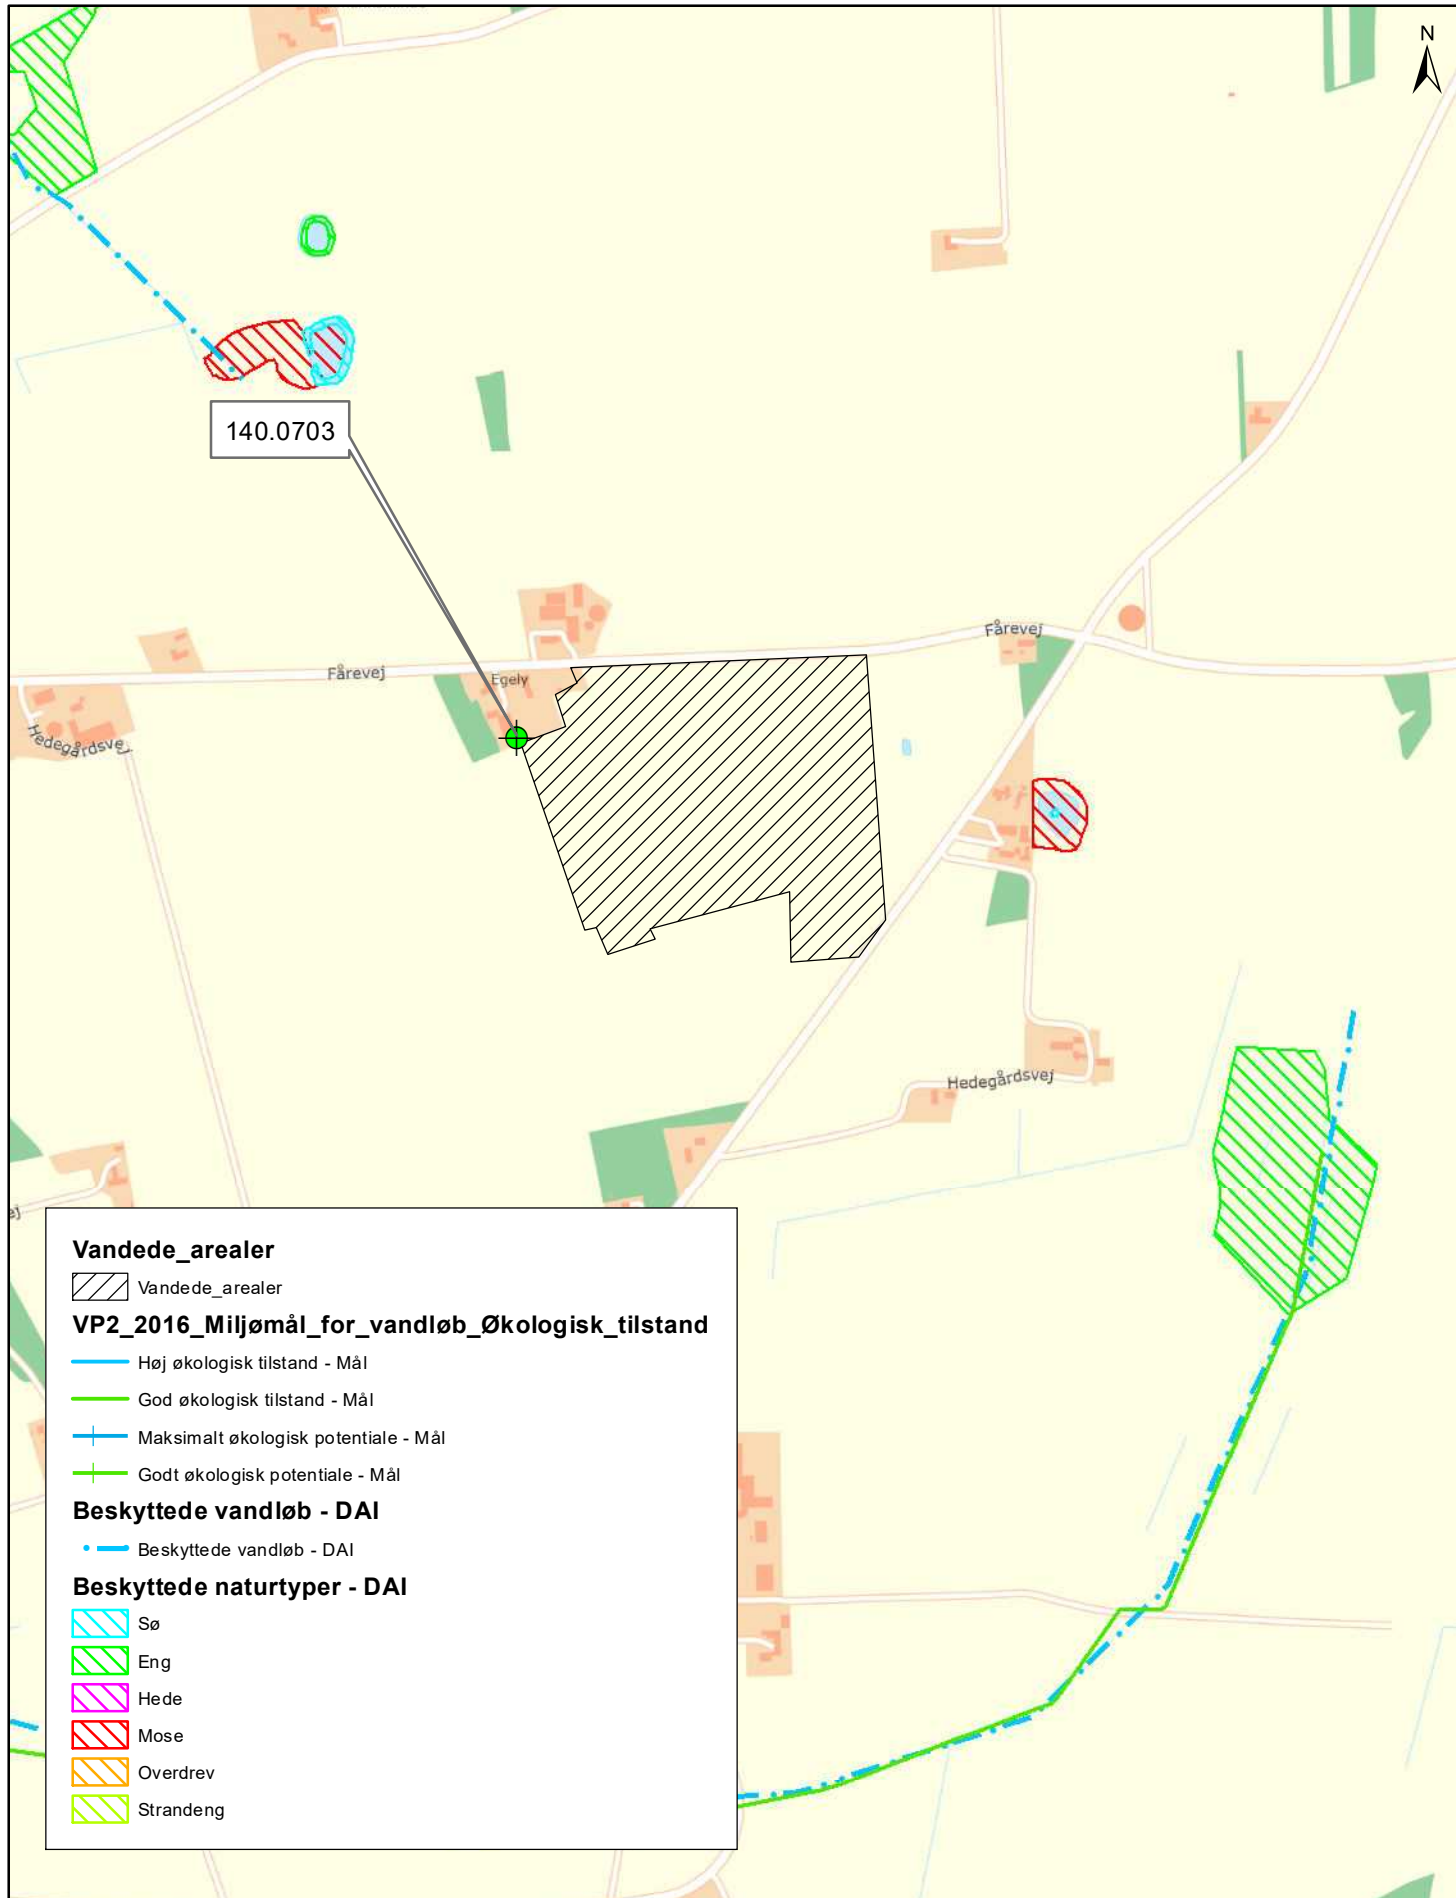 N
140.0703
Fårevej
Fårevej
Egely
Hedegårdsvej
Hedegårdsvej
ej
Vandede_arealer
Vandede_arealer
VP2_2016_Miljømål_for_vandløb_Økologisk_tilstand
Høj økologisk tilstand - Mål
God økologisk tilstand - Mål
Maksimalt økologisk potentiale - Mål
Godt økologisk potentiale - Mål
Beskyttede vandløb - DAI
Beskyttede vandløb - DAI
Beskyttede naturtyper - DAI
Sø
Eng
Hede
Mose
Overdrev
Strandeng